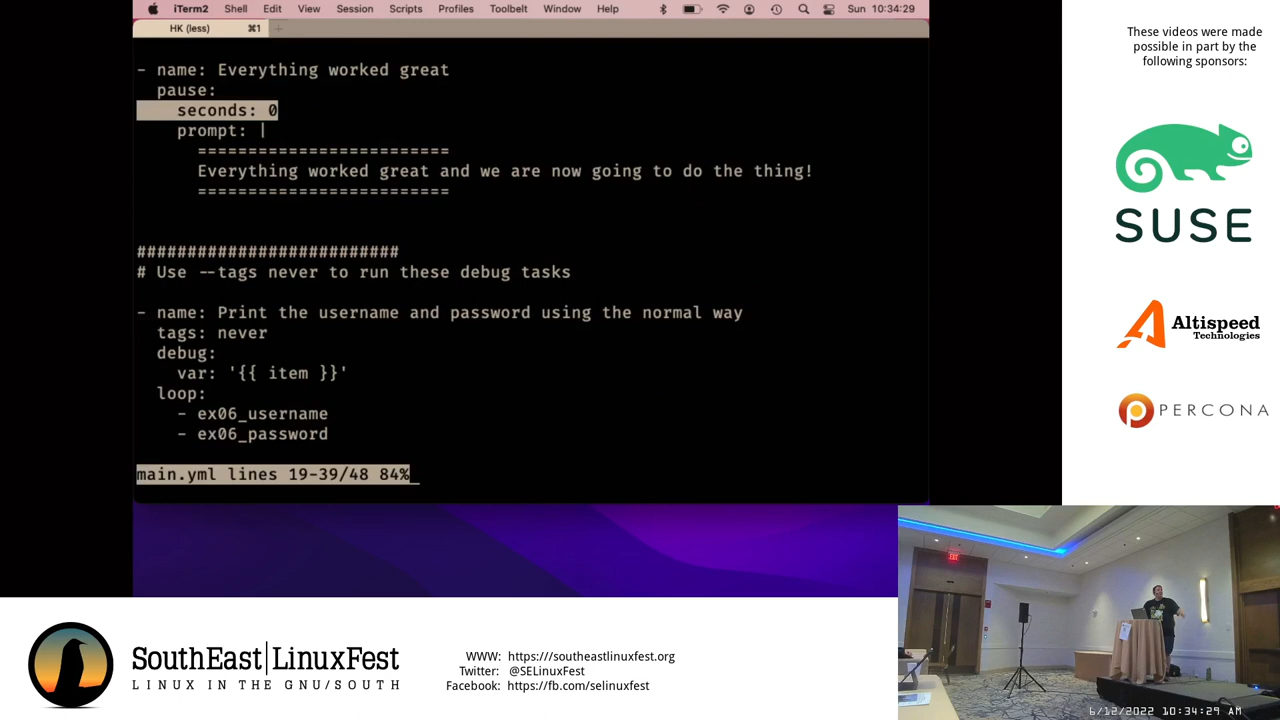 iTerm2 Shell Edit View Session Scripts Profiles Toolbelt Window Help Sun 10:34:29
HK (less) ⌘1 +
- name: Everything worked great
pause:
seconds: 0
prompt: |
=========================
Everything worked great and we are now going to do the thing!
=========================
##########################
# Use --tags never to run these debug tasks
- name: Print the username and password using the normal way
tags: never
debug:
var: '{{ item }}'
loop:
- ex06_username
- ex06_password
main.yml lines 19-39/48 84%
These videos were made
possible in part by the
following sponsors:
SUSE
Altispeed
Technologies
PERCONA
SouthEast|LinuxFest
LINUX IN THE GNU/SOUTH
WWW: https:///southeastlinuxfest.org
Twitter: @SELinuxFest
Facebook: https://fb.com/selinuxfest
6/12/2022 10:34:29 AM